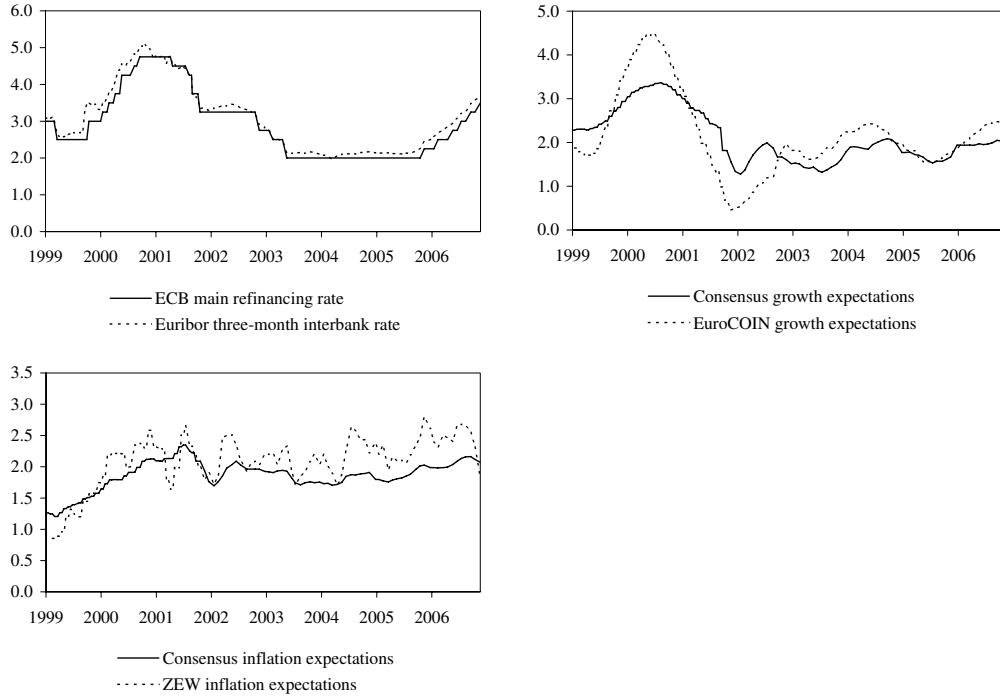 6.0
5.0
4.0
3.0
2.0
1.0
0.0
1999 2000 2001 2002 2003 2004 2005 2006
ECB main refinancing rate
Euribor three-month interbank rate
5.0
4.0
3.0
2.0
1.0
0.0
1999 2000 2001 2002 2003 2004 2005 2006
Consensus growth expectations
EuroCOIN growth expectations
3.5
3.0
2.5
2.0
1.5
1.0
0.5
0.0
1999 2000 2001 2002 2003 2004 2005 2006
Consensus inflation expectations
ZEW inflation expectations